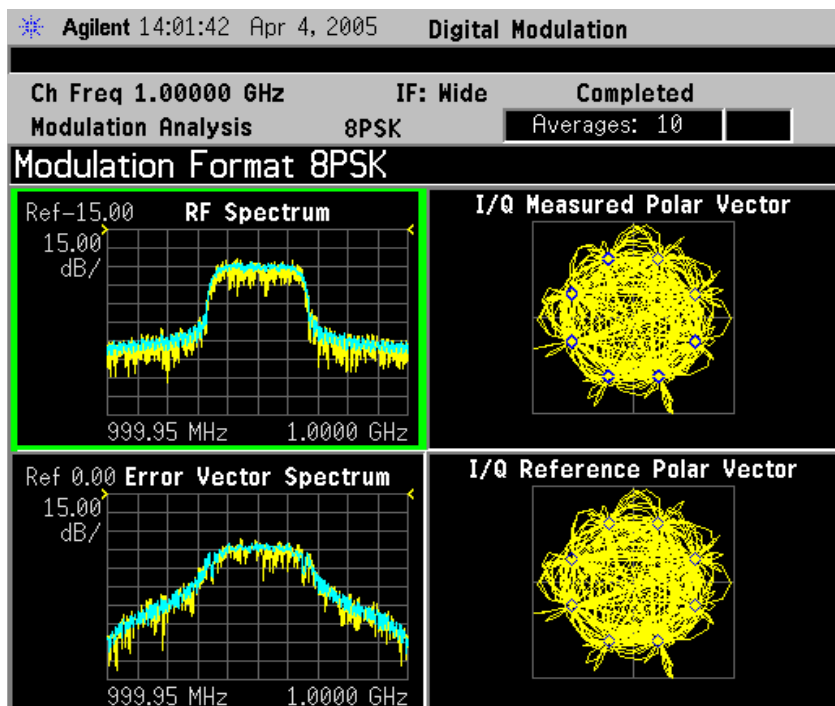 Agilent 14:01:42 Apr 4, 2005 Digital Modulation
Ch Freq 1.00000 GHz IF: Wide Completed
Modulation Analysis 8PSK Averages: 10
Modulation Format 8PSK
Ref-15.00 RF Spectrum
15.00
dB/
999.95 MHz 1.0000 GHz
I/Q Measured Polar Vector
Ref 0.00 Error Vector Spectrum
15.00
dB/
999.95 MHz 1.0000 GHz
I/Q Reference Polar Vector